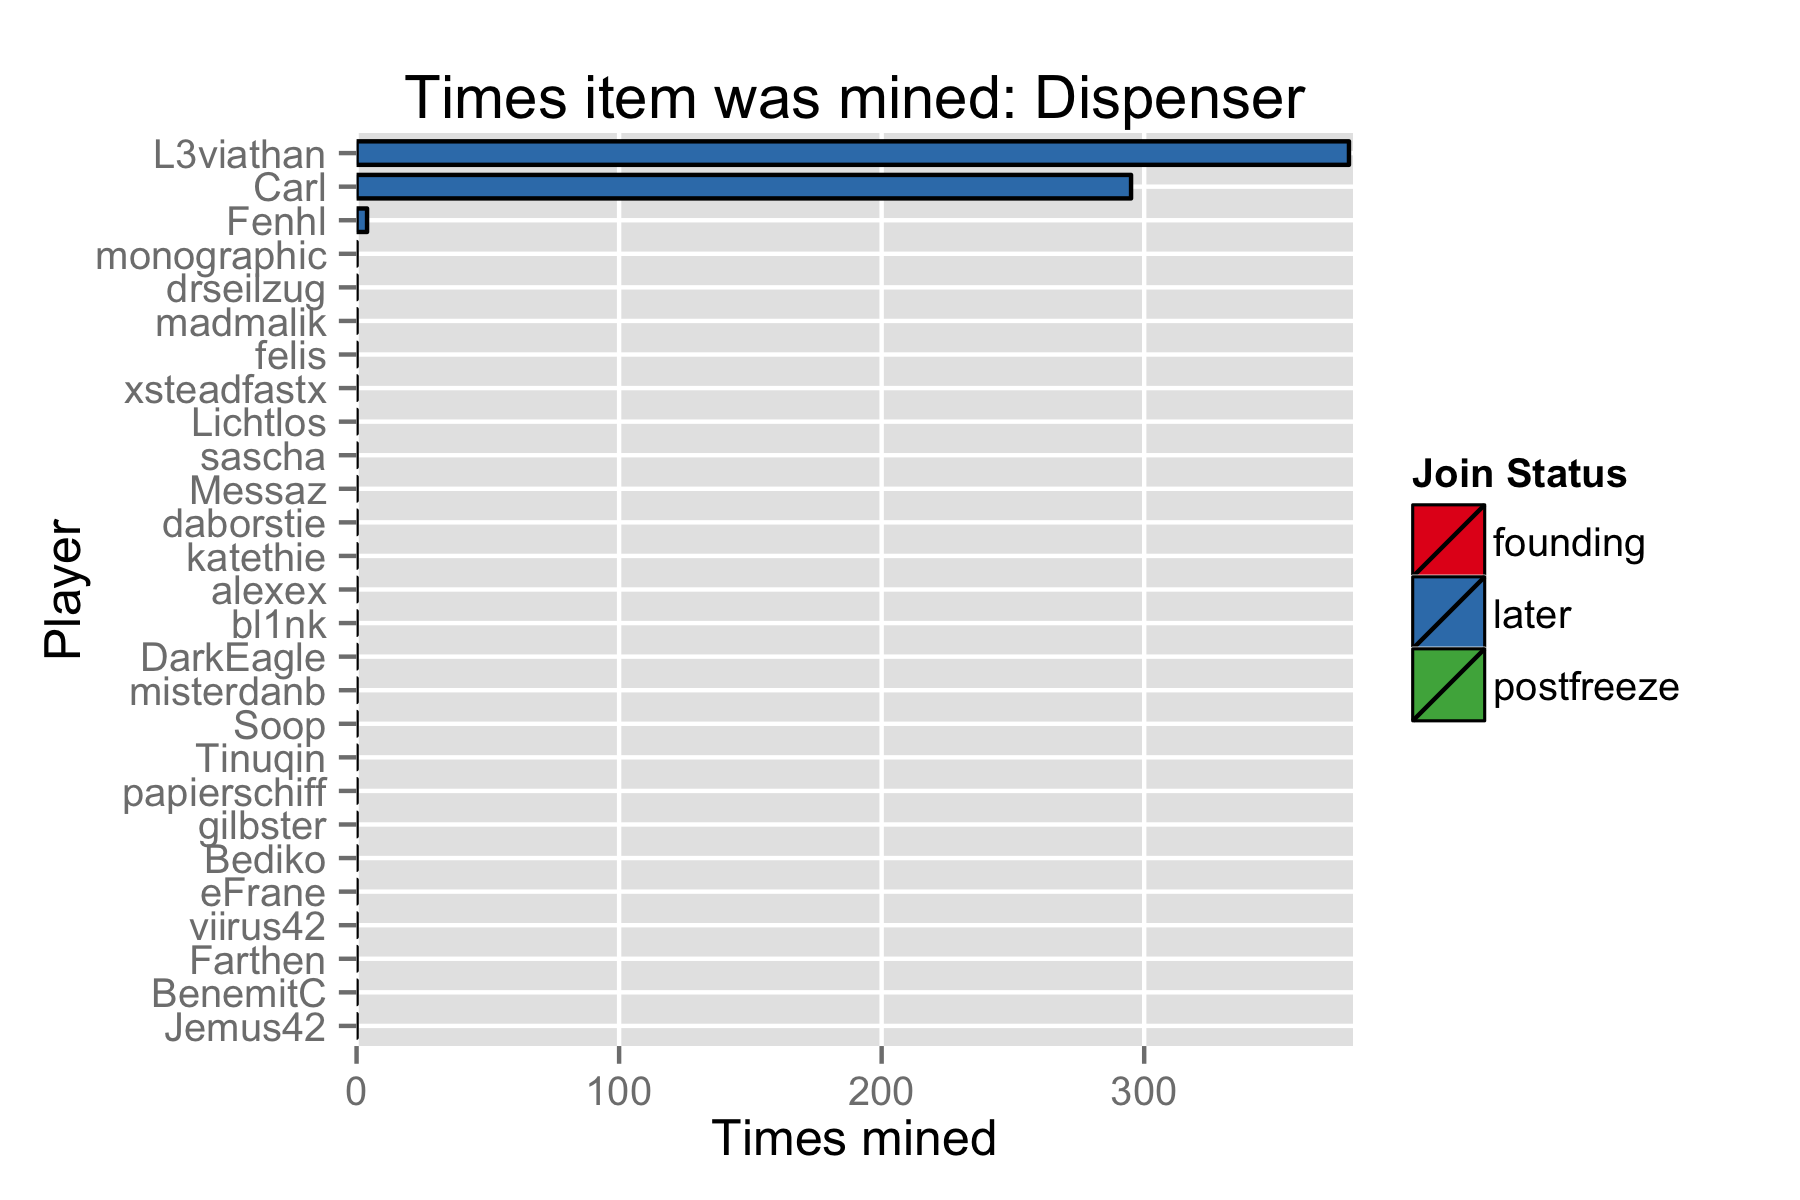 Times item was mined: Dispenser
L3viathan
Carl
Fenhl
monographic
drseilzug
madmalik
felis
xsteadfastx
Lichtlos
sascha
Messaz
daborstie
katethie
alexex
bl1nk
DarkEagle
misterdanb
Soop
Tinuqin
papierschiff
gilbster
Bediko
eFrane
viirus42
Farthen
BenemitC
Jemus42
Player
0 100 200 300
Times mined
Join Status
founding
later
postfreeze